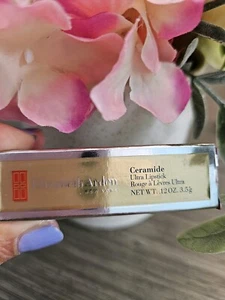 Elizabeth Arden
Ceramide
Ultra Lipstick
Rouge à Lèvres Ultra
NET WT. .12 OZ. 3.5g